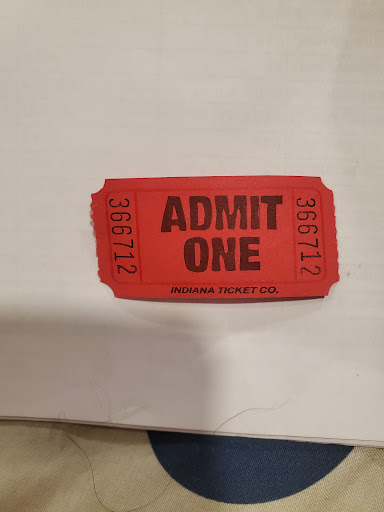 366712
ADMIT
ONE
366712
INDIANA TICKET CO.